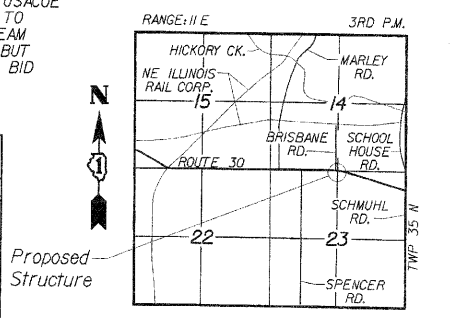 USACOE
TO
EAM
BUT
BID
RANGE: 11 E
3RD P.M.
HICKORY CK.
MARLEY
RD.
NE ILLINOIS
RAIL CORP.
N
15
14
BRISBANE
RD.
SCHOOL
HOUSE
RD.
1
ROUTE 30
SCHMUHL
RD.
TWP 35 N
22
23
Proposed
Structure
SPENCER
RD.